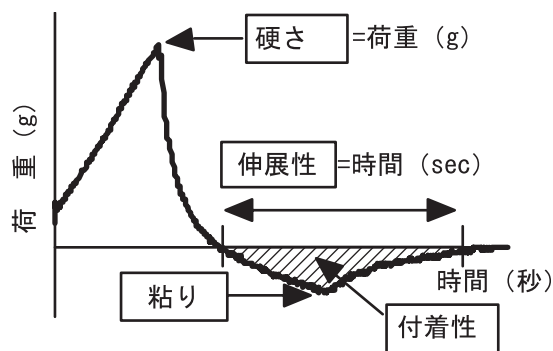 硬さ =荷重 (g)
荷 重 (g)
伸展性 =時間 (sec)
時間 (秒)
粘り
付着性